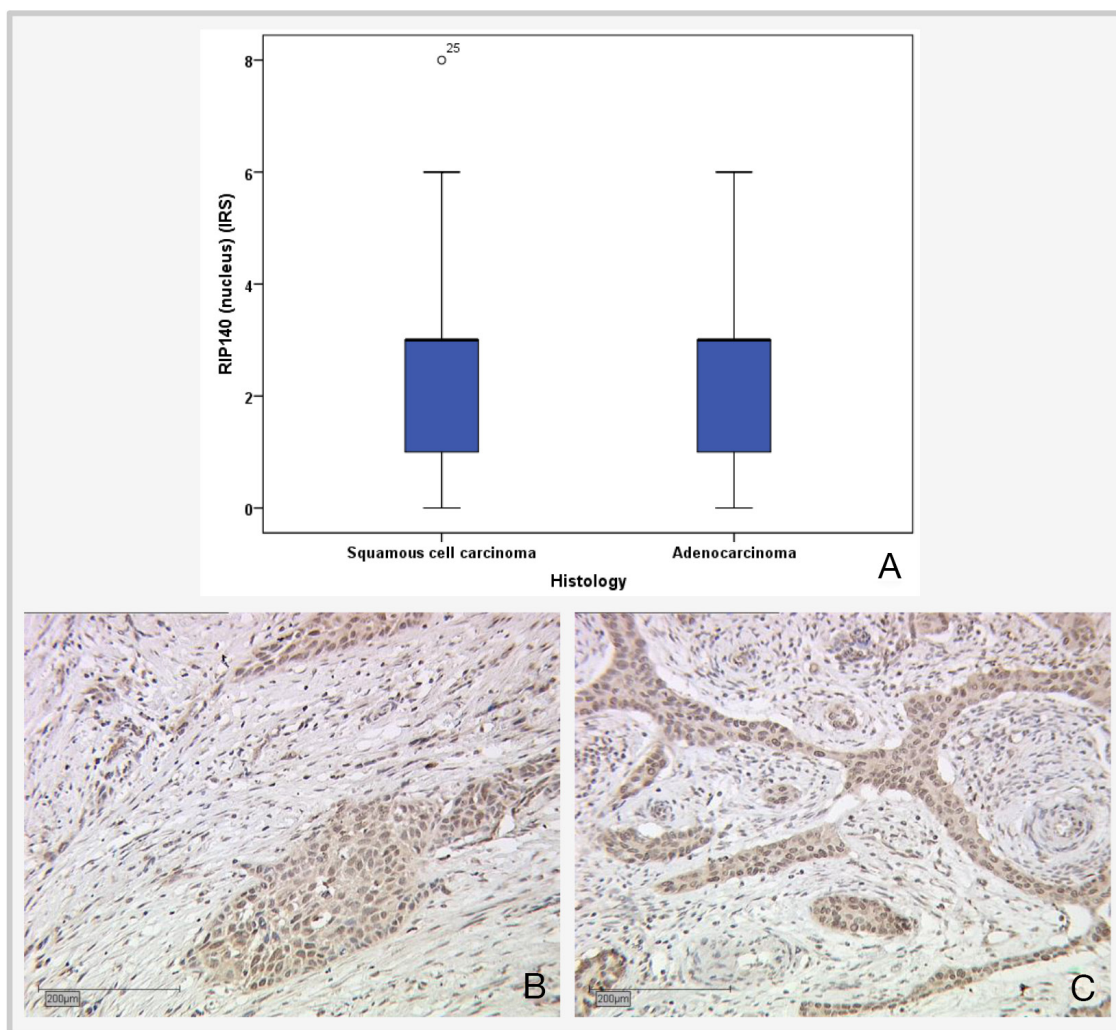 25
8
6
4
2
0
RIP140 (nucleus) (IRS)
Squamous cell carcinoma
Adenocarcinoma
Histology
A
200µm
B
200µm
C